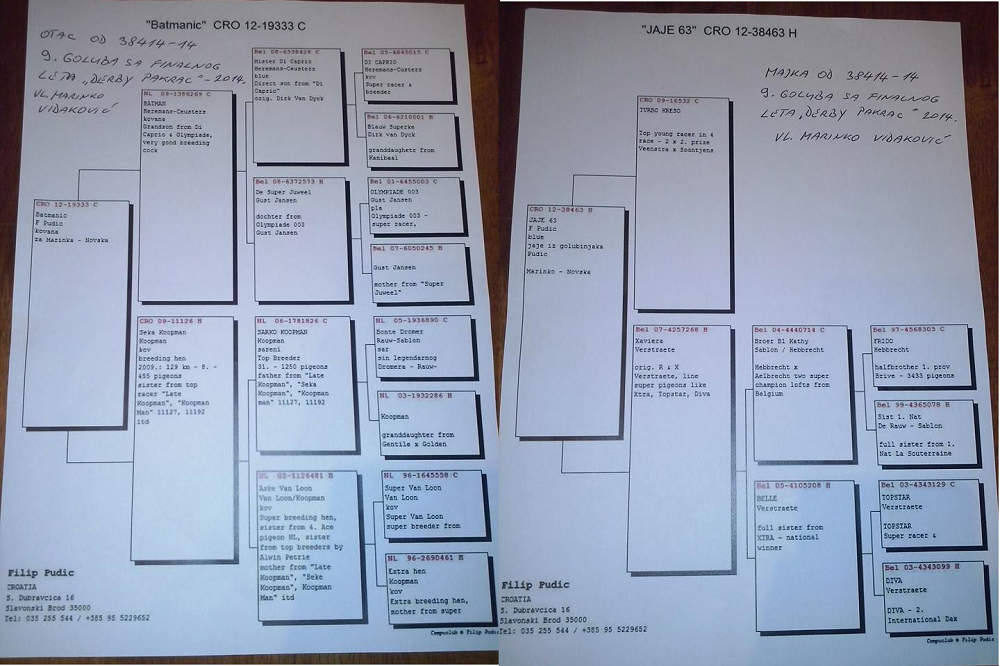 "Batmanic" CRO 12-19333 C
OTAC OD 38414-14
9. GOLUBA SA FINALNOG
LETA „DERBY PAKRAC" - 2014.
VL. MARINKO
VIDAKOVIĆ
CRO 12-19333 C
Batmanic
F Pudic
kovana
za Marinka - Novska
NL 09-1386269 C
BATMAN
Heremans-Ceusters
kovana
Grandson from Di
Caprio & Olympiade,
very good breeding
cock
CRO 09-11126 H
Seka Koopman
Koopman
kov
breeding hen
2009.: 129 km - 8. -
455 pigeons
sister from top
racer "Late
Koopman", "Koopman
Man" 11127, 11192
itd
Bel 08-6338428 C
Mister Di Caprio
Heremans-Ceusters
blue
Direct son from "Di
Caprio"
orig. Dirk Van Dyck
Bel 08-6372573 H
De Super Juweel
Gust Jansen
dochter from
Olympiade 003
Gust Jansen
NL 06-1781826 C
SARKO KOOPMAN
Koopman
sareni
Top Breeder
31. - 1250 pigeons
father from "Late
Koopman", "Seka
Koopman", "Koopman
man" 11127, 11192
NL 02-1126481 H
Aske Van Loon
Van Loon/Koopman
kov
Super breeding hen,
sister from 4. Ace
pigeon NL, sister
from top breeders by
Alwin Petrie
mother from "Late
Koopman", "Seke
Koopman", Koopman
Man" itd
Bel 05-6045015 C
DI CAPRIO
Heremans-Custers
kov
Super racer &
breeder
Bel 06-6210001 H
Blauw Superke
Dirk van Dyck
granddaughetr from
Kanibaal
Bel 01-6455003 C
OLYMPIADE 003
Gust Jansen
pla
Olympiade 003 -
super racer,
Bel 07-6050245 H
Gust Jansen
mother from "Super
Juweel"
NL 05-1936890 C
Bonte Dromer
Rauw-Sablon
sar
sin legendarnog
Dromera - Rauw-
NL 03-1932286 H
Koopman
granddaughter from
Gentile x Golden
NL 96-1645558 C
Super Van Loon
Van Loon
kov
Super Van Loon
super breeder from
NL 96-2690461 H
Extra hen
Koopman
kov
Extra breeding hen,
mother from super
Filip Pudic
CROATIA
S. Dubravcica 16
Slavonski Brod 35000
Tel: 035 255 544 / +385 95 5229652
Compuclub © Filip Pudic
"JAJE 63" CRO 12-38463 H
MAJKA OD 38414-14
9. GOLUBA SA FINALNOG
LETA „DERBY PAKRAC" 2014.
VL. MARINKO VIDAKOVIĆ
CRO 12-38463 H
JAJE 63
F Pudic
blue
jaje iz golubinjaka
Pudic
Marinko - Novska
CRO 09-16532 C
TURBO KRESO
Top young racer in 4
race - 2 x 2. prize
Veenstra x Soontjens
Bel 07-4257268 H
Xaviera
Verstraete
orig. R & X
Verstraete, line
super pigeons like
Xtra, Topstar, Diva
Bel 04-4440714 C
Broer Bl Kathy
Sablon / Hebbrecht
Hebbrecht x
Aelbrecht two super
champion lofts from
Belgium
Bel 05-4105208 H
BELLE
Verstraete
full sister from
XTRA - national
winner
Bel 97-4568303 C
FRIDO
Hebbrecht
halfbrother 1. prov
Brive - 3433 pigeons
Bel 99-4365078 H
Sist 1. Nat
De Rauw - Sablon
full sister from 1.
Nat La Souterraine
Bel 03-4343129 C
TOPSTAR
Verstraete
TOPSTAR
Super racer &
Bel 03-4343099 H
DIVA
Verstraete
DIVA - 2.
International Dax
Filip Pudic
CROATIA
S. Dubravcica 16
Slavonski Brod 35000
Tel: 035 255 544 / +385 95 5229652
Compuclub © Filip Pudic